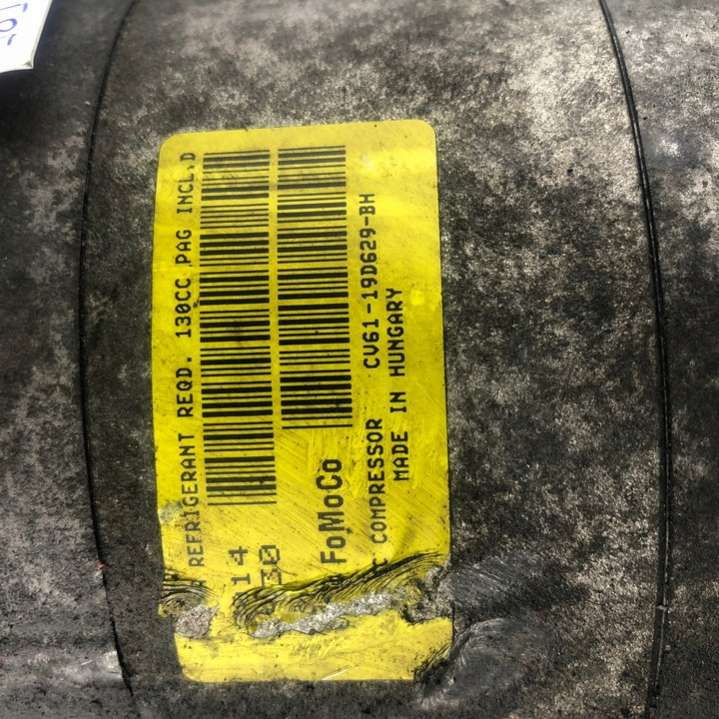 REFRIGERANT REQD. 130CC PAG INCL.D
14
30
FoMoCo
C COMPRESSOR CV61-19D629-BH
MADE IN HUNGARY